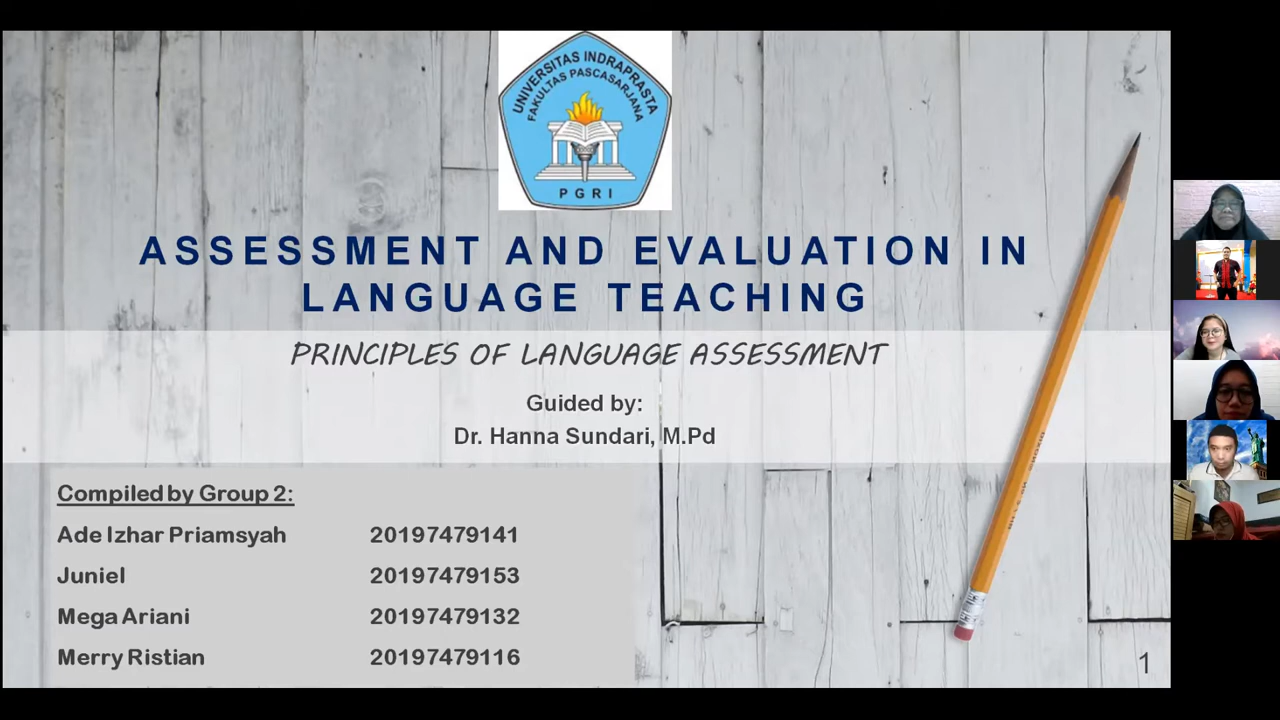 UNIVERSITAS INDRAPRASTA
FAKULTAS PASCASARJANA
PGRI
ASSESSMENT AND EVALUATION IN
LANGUAGE TEACHING
PRINCIPLES OF LANGUAGE ASSESSMENT
Guided by:
Dr. Hanna Sundari, M.Pd
Compiled by Group 2:
Ade Izhar Priamsyah 20197479141
Juniel 20197479153
Mega Ariani 20197479132
Merry Ristian 20197479116
1